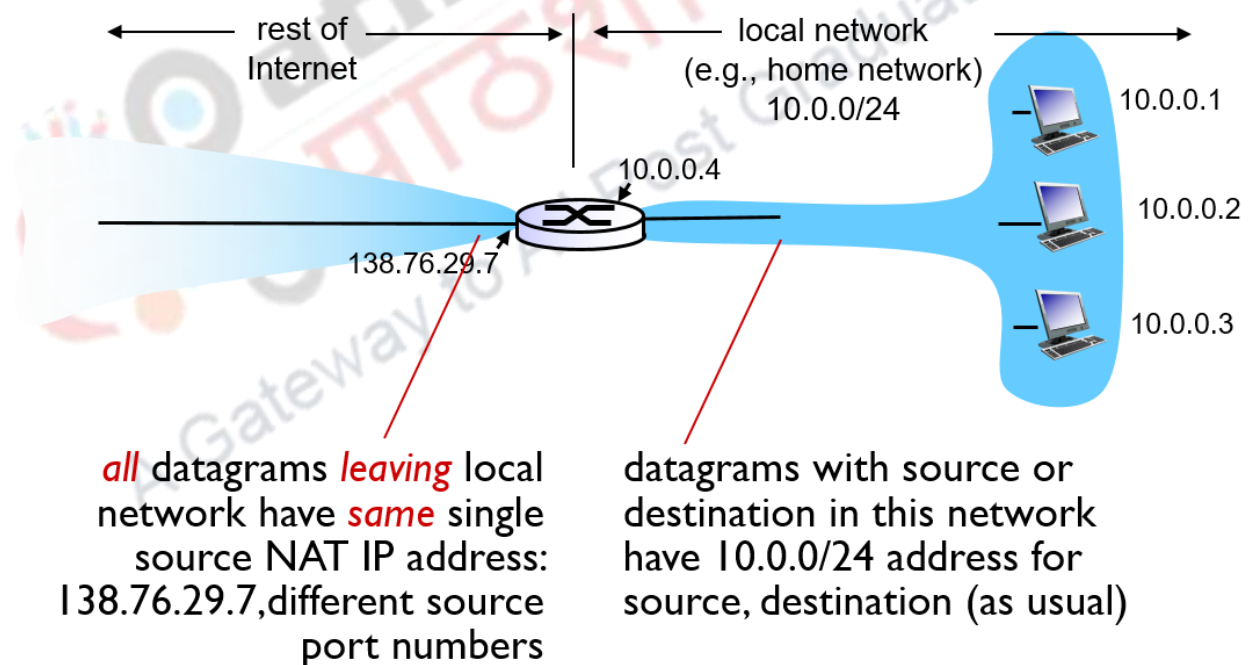 rest of
Internet
local network
(e.g., home network)
10.0.0/24
10.0.0.1
10.0.0.4
10.0.0.2
138.76.29.7
10.0.0.3
all datagrams leaving local
network have same single
source NAT IP address:
138.76.29.7,different source
port numbers
datagrams with source or
destination in this network
have 10.0.0/24 address for
source, destination (as usual)
A Gateway to All Post Graduat